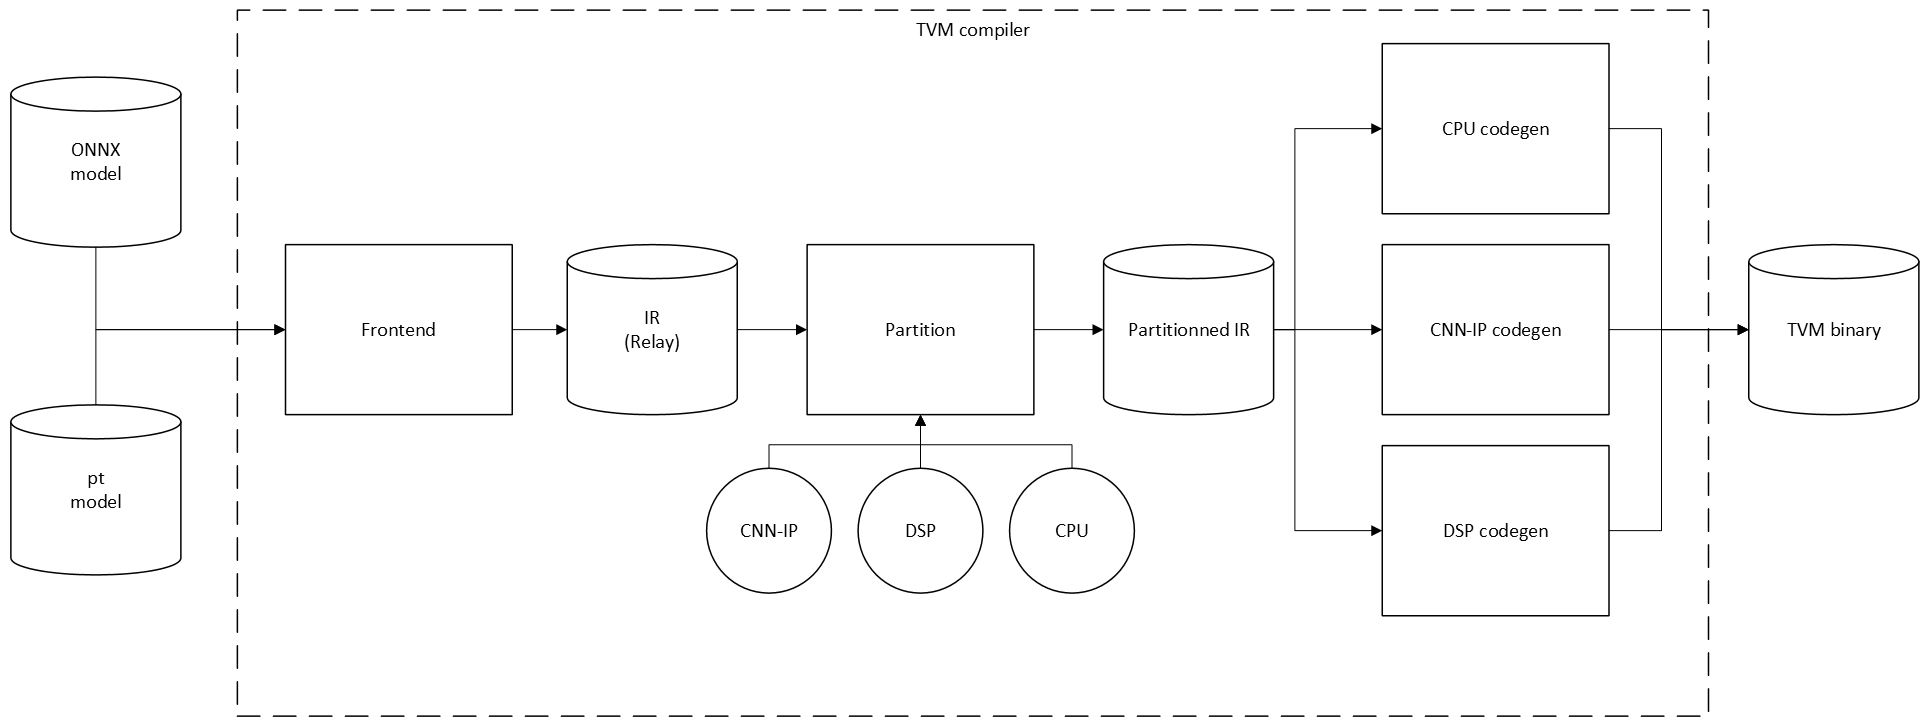 TVM compiler
ONNX
model
pt
model
Frontend
IR
(Relay)
Partition
CNN-IP
DSP
CPU
Partitionned IR
CPU codegen
CNN-IP codegen
DSP codegen
TVM binary